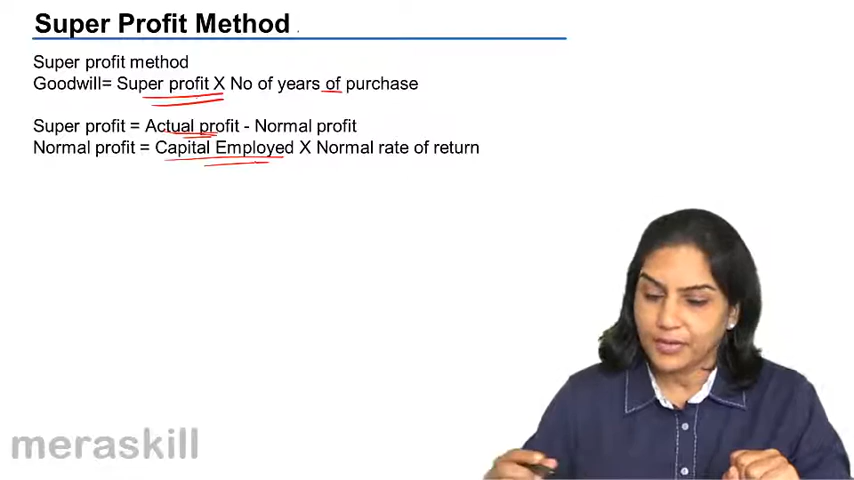 Super Profit Method
Super profit method
Goodwill= Super profit X No of years of purchase
Super profit = Actual profit - Normal profit
Normal profit = Capital Employed X Normal rate of return
meraskill